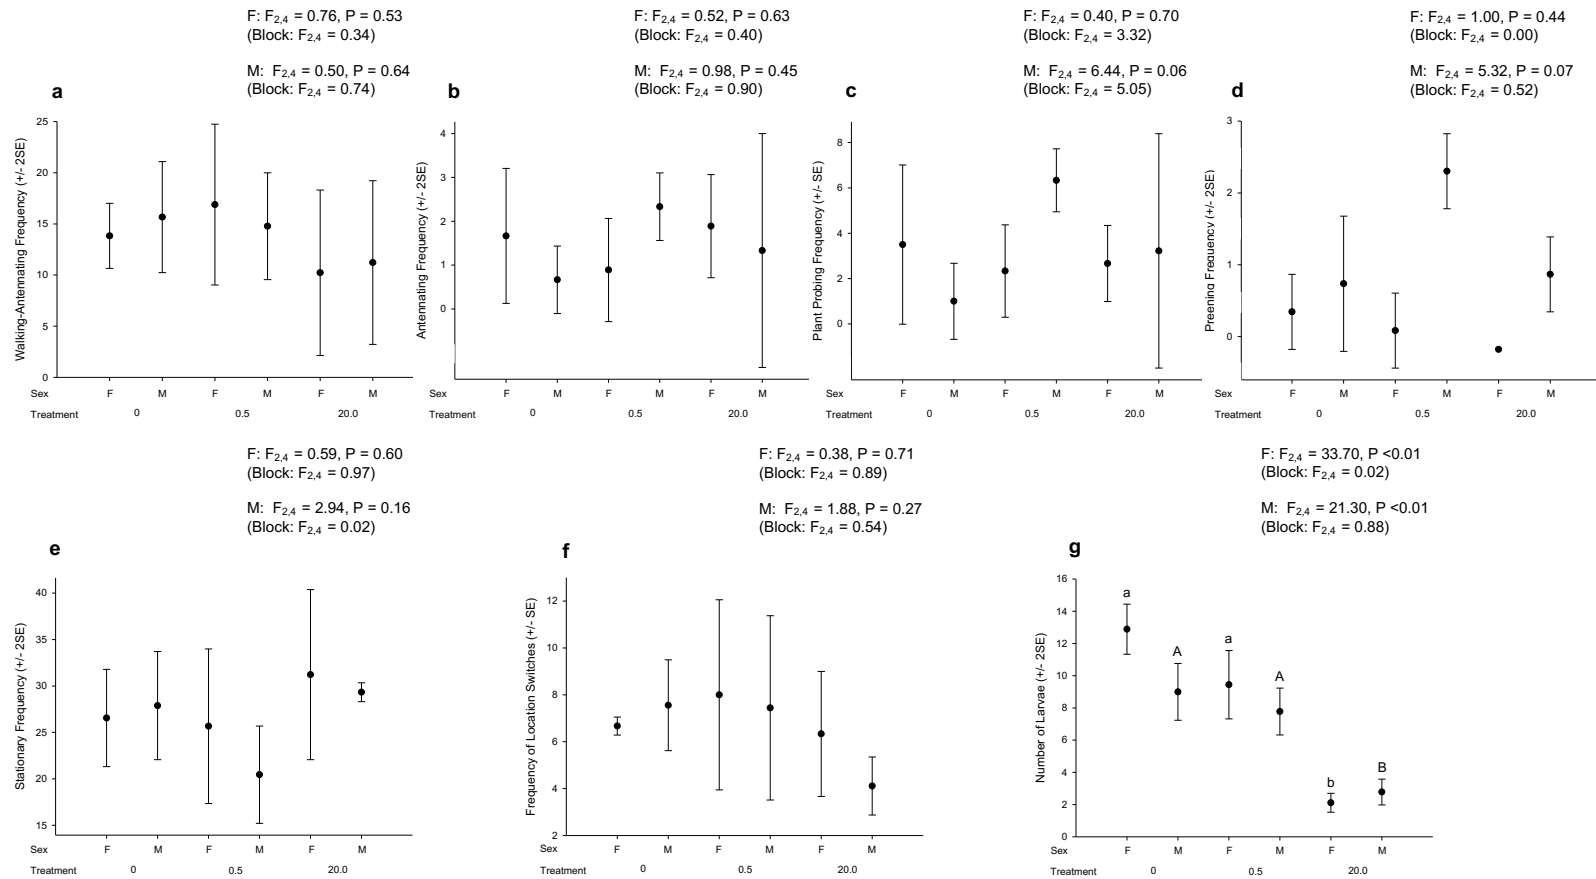 F: F2,4 = 0.76, P = 0.53
(Block: F2,4 = 0.34)
M: F2,4 = 0.50, P = 0.64
(Block: F2,4 = 0.74)
a
Walking-Antennating Frequency (+/- 2SE)
25
20
15
10
5
0
Sex F M F M F M
Treatment 0 0.5 20.0
F: F2,4 = 0.52, P = 0.63
(Block: F2,4 = 0.40)
M: F2,4 = 0.98, P = 0.45
(Block: F2,4 = 0.90)
b
Antennating Frequency (+/- 2SE)
4
3
2
1
0
F M F M F M
0 0.5 20.0
F: F2,4 = 0.40, P = 0.70
(Block: F2,4 = 3.32)
M: F2,4 = 6.44, P = 0.06
(Block: F2,4 = 5.05)
c
Plant Probing Frequency (+/- SE)
8
6
4
2
0
F M F M F M
0 0.5 20.0
F: F2,4 = 1.00, P = 0.44
(Block: F2,4 = 0.00)
M: F2,4 = 5.32, P = 0.07
(Block: F2,4 = 0.52)
d
Preening Frequency (+/- 2SE)
3
2
1
0
F M F M F M
0 0.5 20.0
F: F2,4 = 0.59, P = 0.60
(Block: F2,4 = 0.97)
M: F2,4 = 2.94, P = 0.16
(Block: F2,4 = 0.02)
e
Stationary Frequency (+/- 2SE)
40
35
30
25
20
15
Sex F M F M F M
Treatment 0 0.5 20.0
F: F2,4 = 0.38, P = 0.71
(Block: F2,4 = 0.89)
M: F2,4 = 1.88, P = 0.27
(Block: F2,4 = 0.54)
f
Frequency of Location Switches (+/- SE)
12
10
8
6
4
2
Sex F M F M F M
Treatment 0 0.5 20.0
F: F2,4 = 33.70, P <0.01
(Block: F2,4 = 0.02)
M: F2,4 = 21.30, P <0.01
(Block: F2,4 = 0.88)
g
Number of Larvae (+/- 2SE)
16
14
12
10
8
6
4
2
0
a A a A b B
Sex F M F M F M
Treatment 0 0.5 20.0